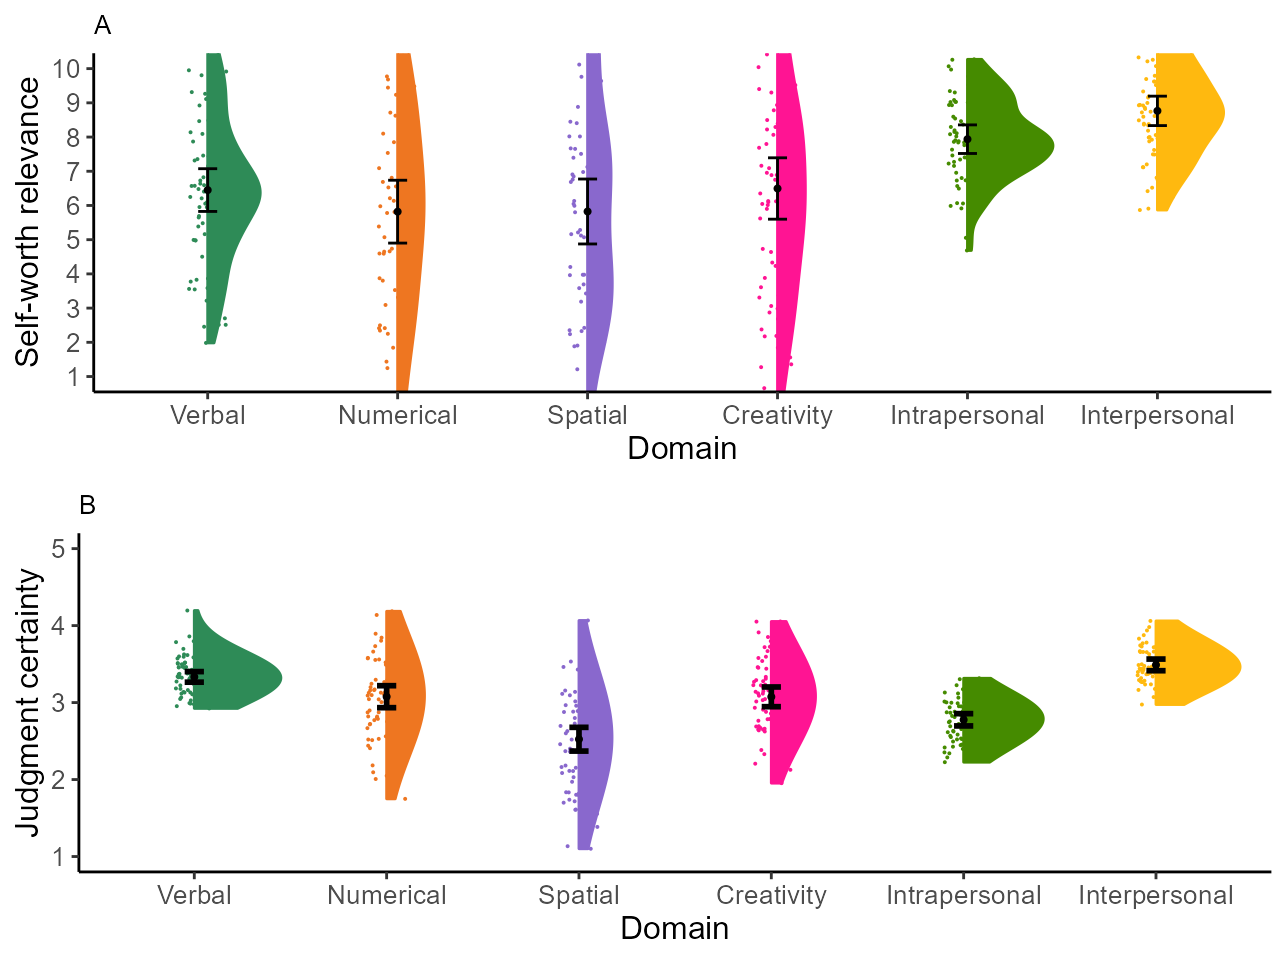 A
Self-worth relevance
10
9
8
7
6
5
4
3
2
1
Verbal Numerical Spatial Creativity Intrapersonal Interpersonal
Domain
B
Judgment certainty
5
4
3
2
1
Verbal Numerical Spatial Creativity Intrapersonal Interpersonal
Domain